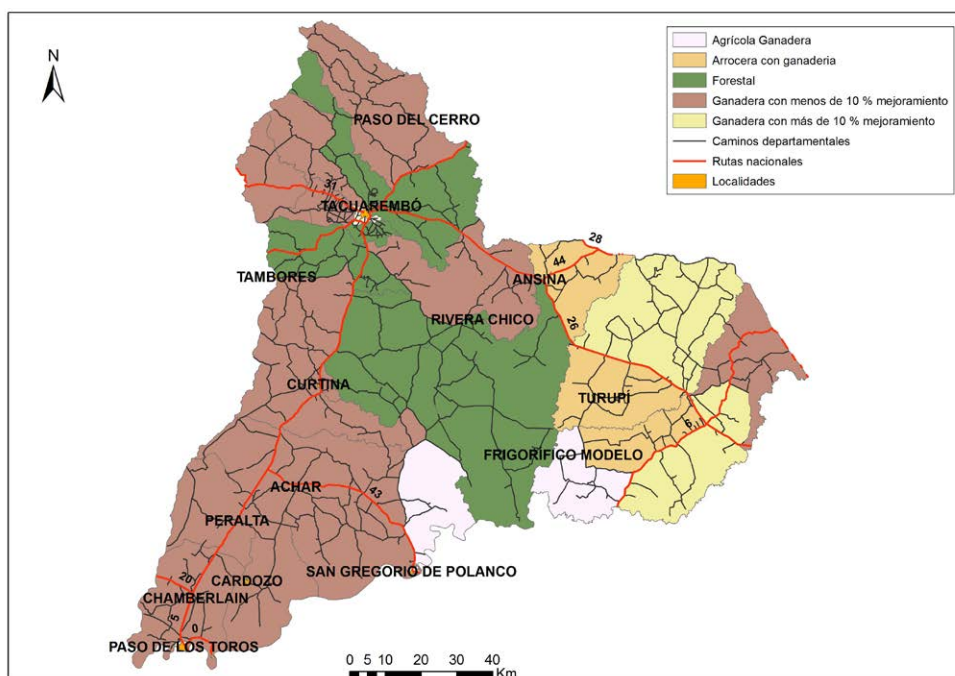 N
Agrícola Ganadera
Arrocera con ganaderia
Forestal
Ganadera con menos de 10 % mejoramiento
Ganadera con más de 10 % mejoramiento
Caminos departamentales
Rutas nacionales
Localidades
PASO DEL CERRO
31
TACUAREMBÓ
28
44
TAMBORES
ANSINA
RIVERA CHICO
26
CURTINA
TURUPÍ
6
FRIGORÍFICO MODELO
ACHAR
43
PERALTA
SAN GREGORIO DE POLANCO
20
CARDOZO
CHAMBERLAIN
5
0
PASO DE LOS TOROS
0 5 10 20 30 40
Km